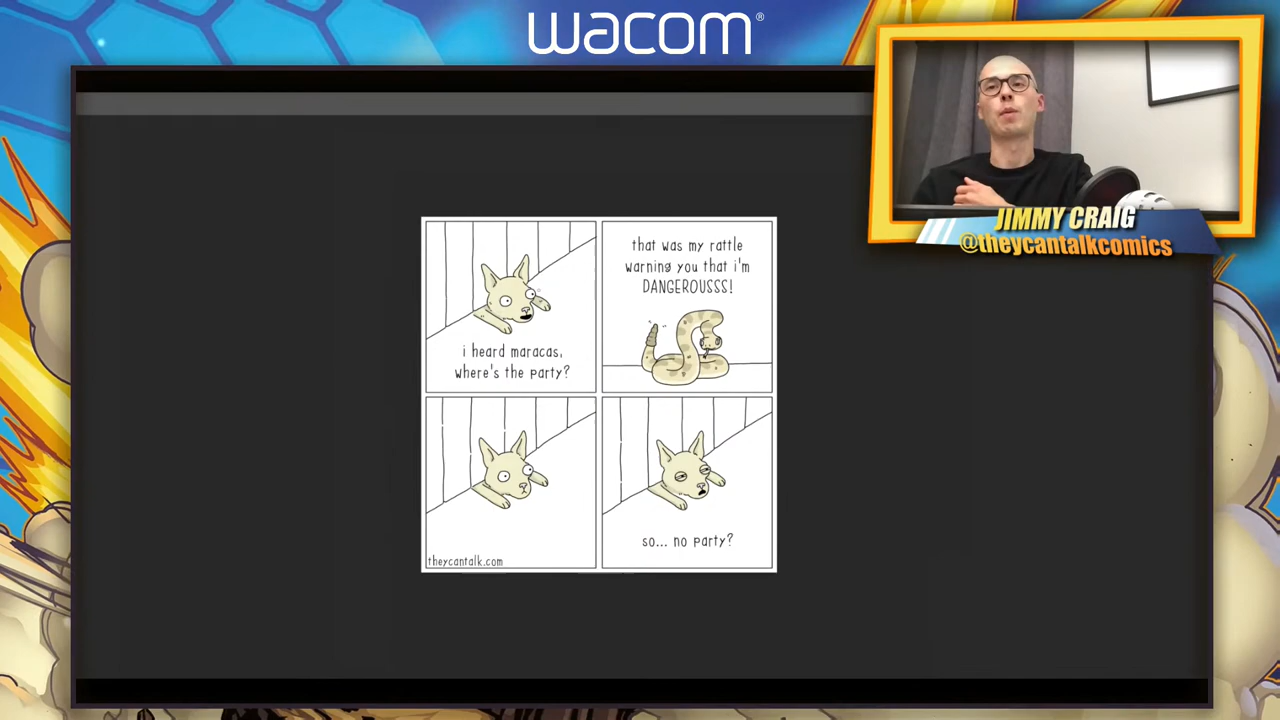 wacom®
JIMMY CRAIG
@theycantalkcomics
i heard maracas,
where's the party?
that was my rattle
warning you that i'm
DANGEROUSSS!
theycantalk.com
so... no party?